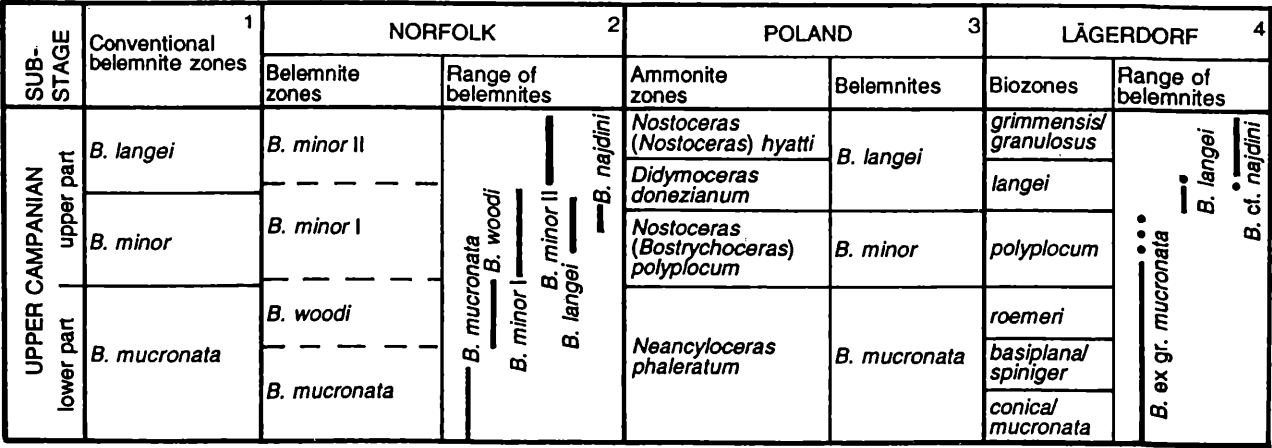 SUB-
STAGE
Conventional
belemnite zones
1
NORFOLK
2
POLAND
3
LÄGERDORF
4
Belemnite
zones
Range of
belemnites
Ammonite
zones
Belemnites
Biozones
Range of
belemnites
UPPER CAMPANIAN
upper part
lower part
B. langei
B. minor
B. mucronata
B. minor II
B. minor I
B. woodi
B. mucronata
B. mucronata
B. woodi
B. minor I
B. minor II
B. langei
B. najdini
Nostoceras
(Nostoceras) hyatti
Didymoceras
donezianum
Nostoceras
(Bostrychoceras)
polyplocum
Neancyloceras
phaleratum
B. langei
B. minor
B. mucronata
grimmensis/
granulosus
langei
polyplocum
roemeri
basiplana/
spiniger
conica/
mucronata
B. ex gr. mucronata
B. langei
B. cf. najdini